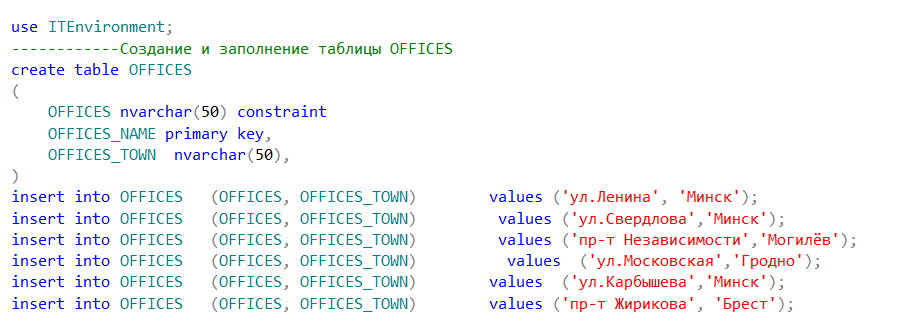 use ITEnvironment;
------------Создание и заполнение таблицы OFFICES
create table OFFICES
(
OFFICES nvarchar(50) constraint
OFFICES_NAME primary key,
OFFICES_TOWN nvarchar(50),
)
insert into OFFICES (OFFICES, OFFICES_TOWN) values ('ул.Ленина', 'Минск');
insert into OFFICES (OFFICES, OFFICES_TOWN) values ('ул.Свердлова','Минск');
insert into OFFICES (OFFICES, OFFICES_TOWN) values ('пр-т Независимости','Могилёв');
insert into OFFICES (OFFICES, OFFICES_TOWN) values ('ул.Московская','Гродно');
insert into OFFICES (OFFICES, OFFICES_TOWN) values ('ул.Карбышева','Минск');
insert into OFFICES (OFFICES, OFFICES_TOWN) values ('пр-т Жирикова', 'Брест');